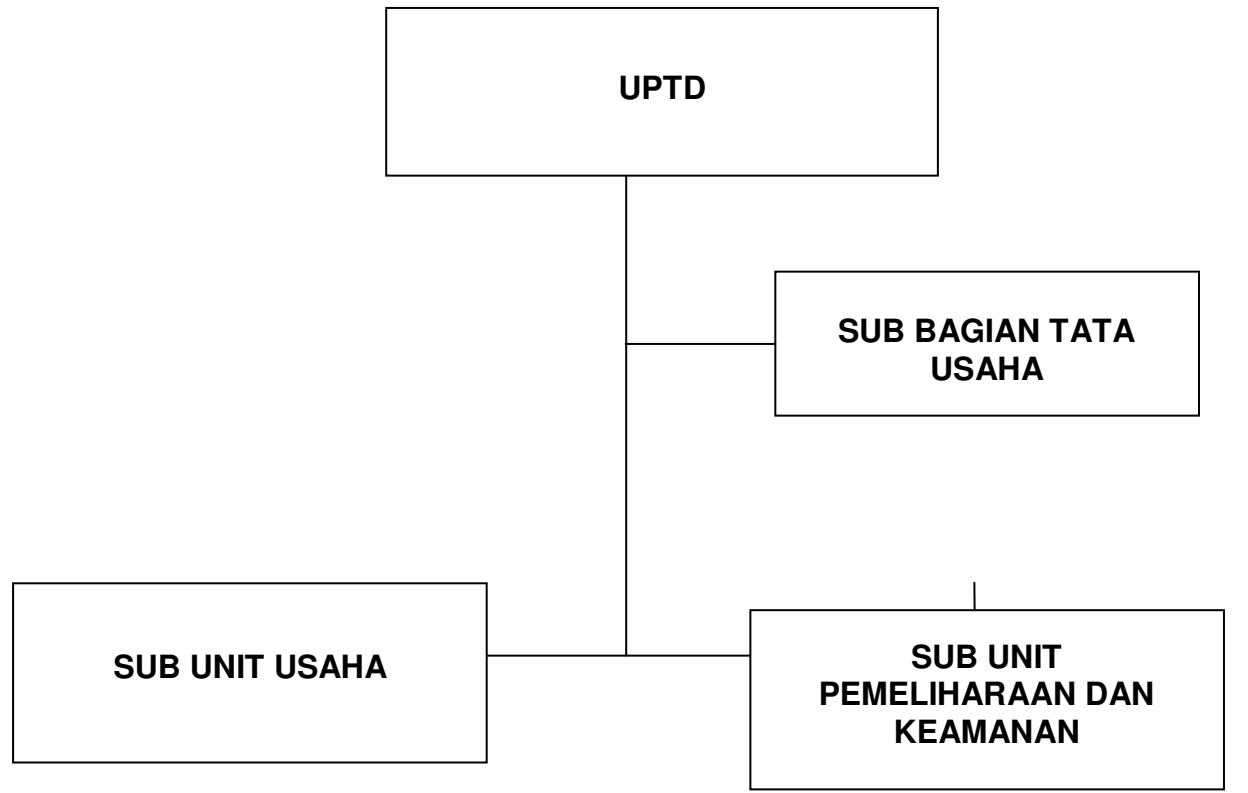 UPTD
SUB BAGIAN TATA
USAHA
SUB UNIT USAHA
SUB UNIT
PEMELIHARAAN DAN
KEAMANAN